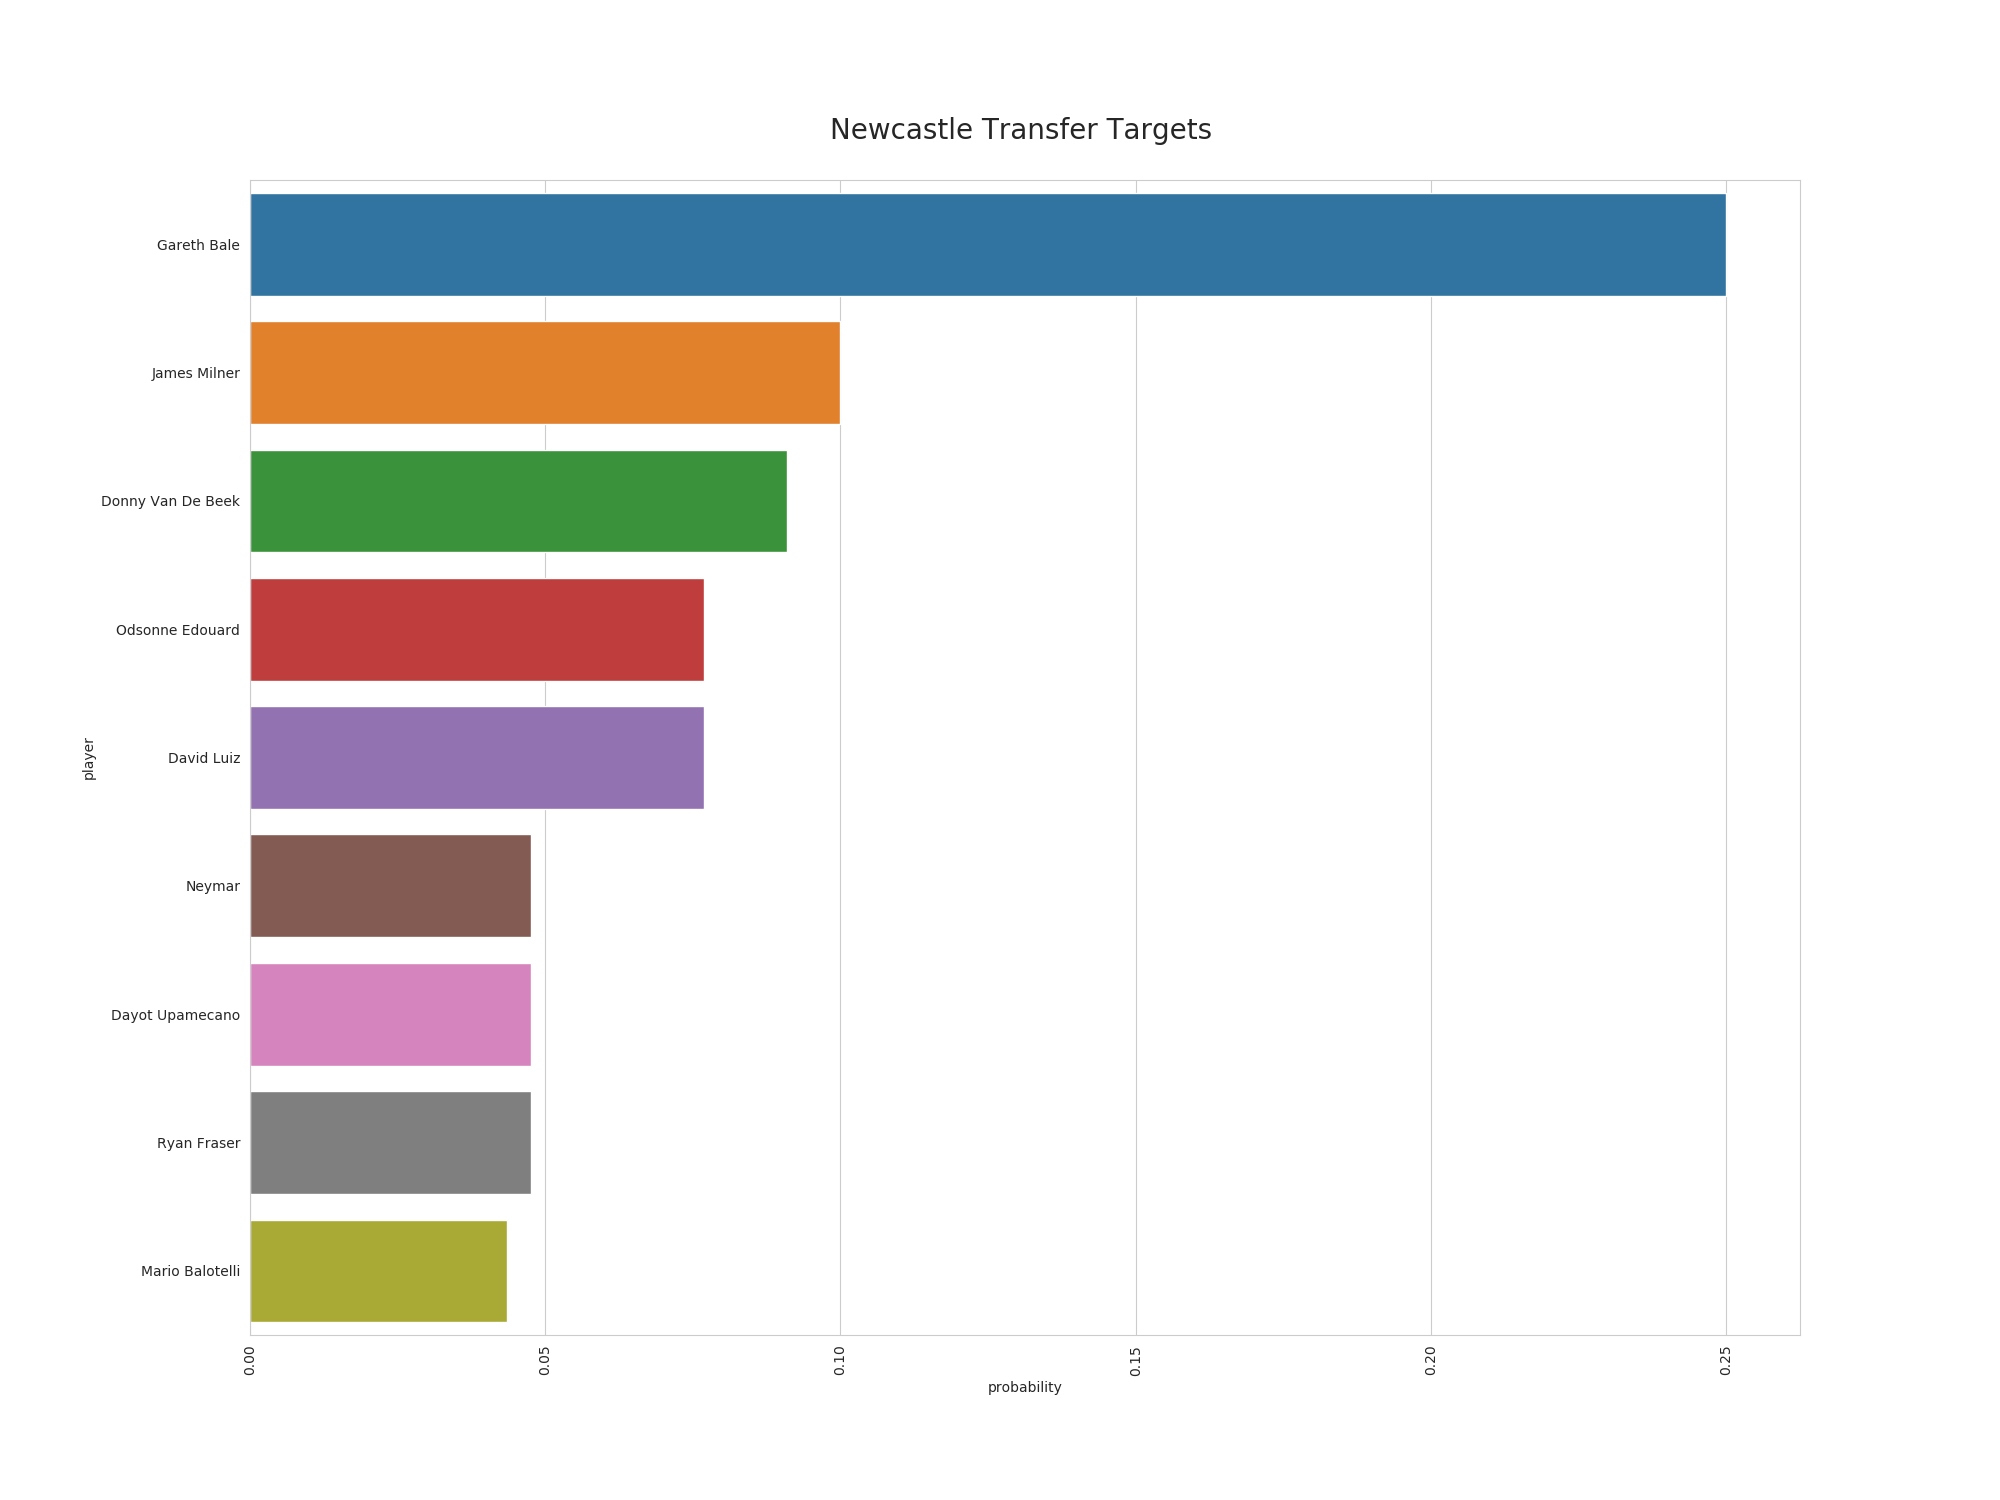 Newcastle Transfer Targets
Gareth Bale
James Milner
Donny Van De Beek
Odsonne Edouard
David Luiz
Neymar
Dayot Upamecano
Ryan Fraser
Mario Balotelli
player
0.00
0.05
0.10
0.15
0.20
0.25
probability